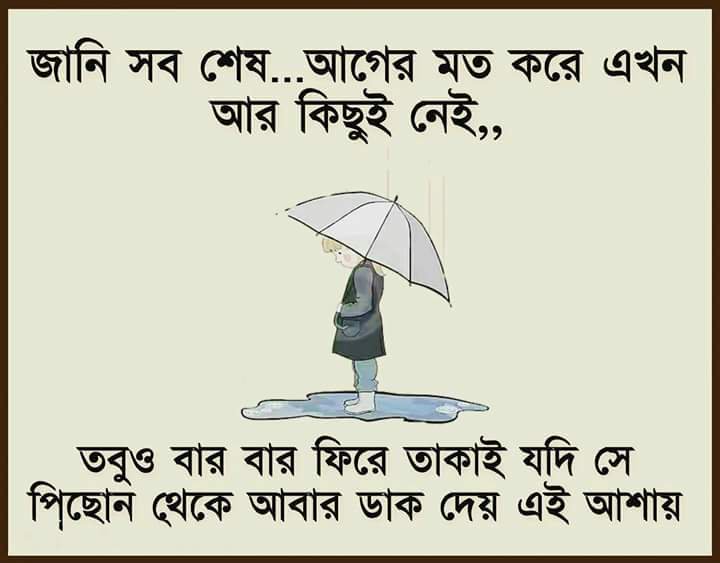 জানি সব শেষ...আগের মত করে এখন
আর কিছুই নেই,,
তবুও বার বার ফিরে তাকাই যদি সে
পিছোন থেকে আবার ডাক দেয় এই আশায়